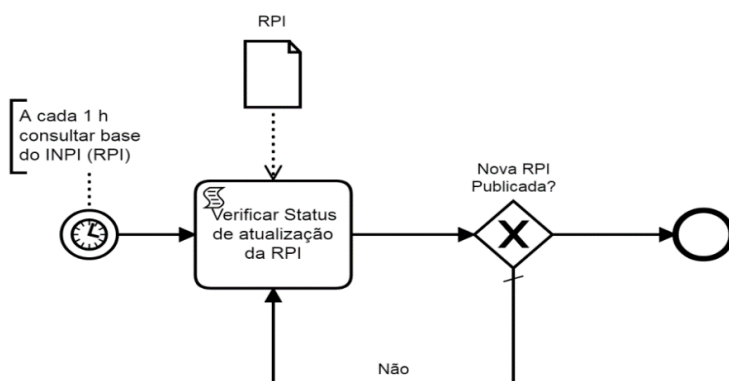 RPI
A cada 1 h
consultar base
do INPI (RPI)
Verificar Status
de atualização
da RPI
Nova RPI
Publicada?
Não